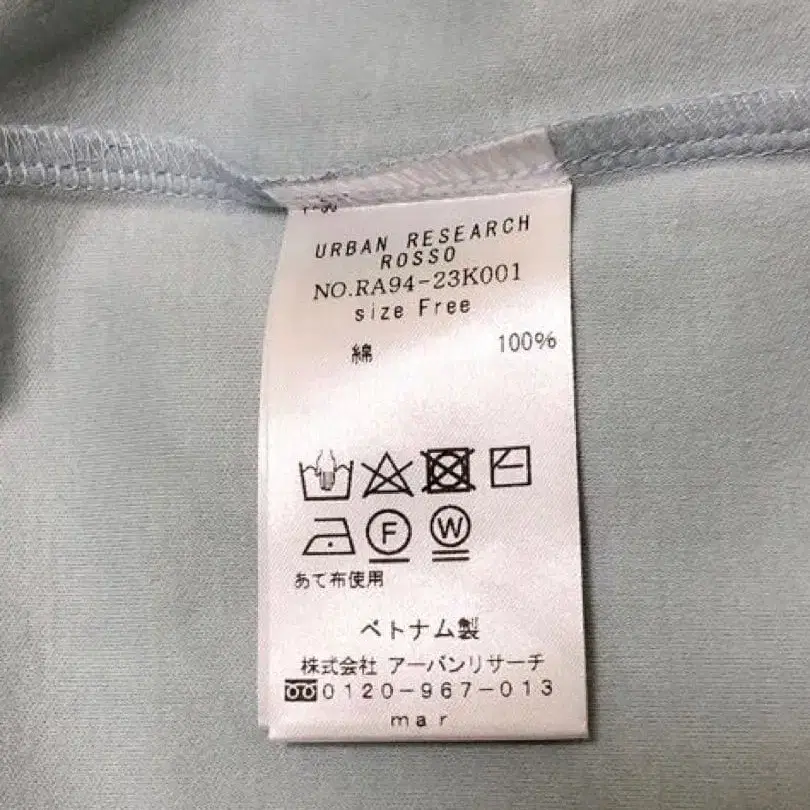 URBAN RESEARCH
ROSSO
NO.RA94-23K001
size Free
綿 100%
F W
あて布使用
ベトナム製
株式会社 アーバンリサーチ
0120-967-013
mar